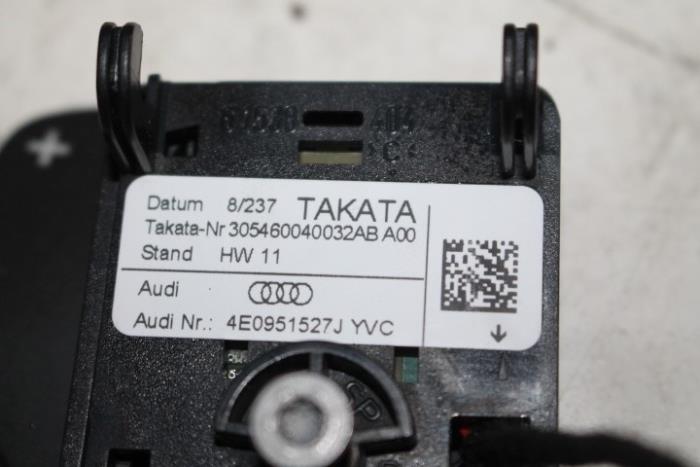 Datum 8/237 TAKATA
Takata-Nr 305460040032AB A00
Stand HW 11
Audi
Audi Nr.: 4E0951527J YVC